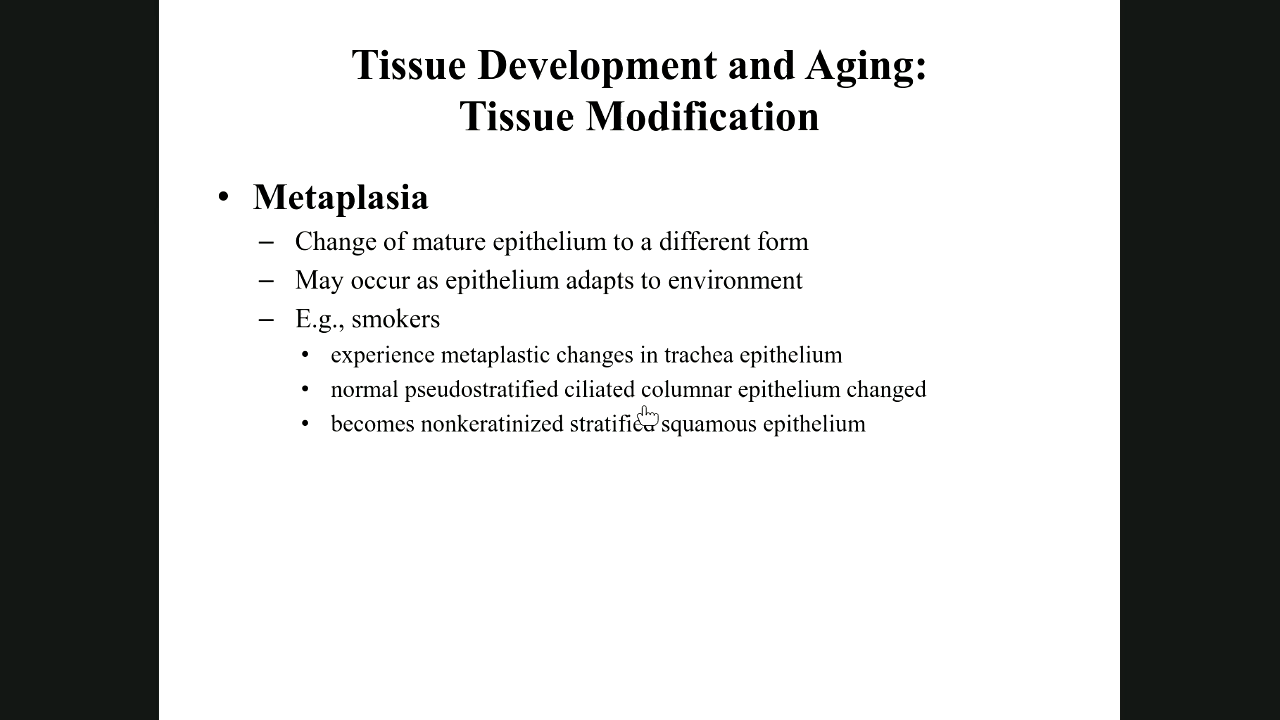 Tissue Development and Aging:
Tissue Modification
• Metaplasia
– Change of mature epithelium to a different form
– May occur as epithelium adapts to environment
– E.g., smokers
• experience metaplastic changes in trachea epithelium
• normal pseudostratified ciliated columnar epithelium changed
• becomes nonkeratinized stratified squamous epithelium